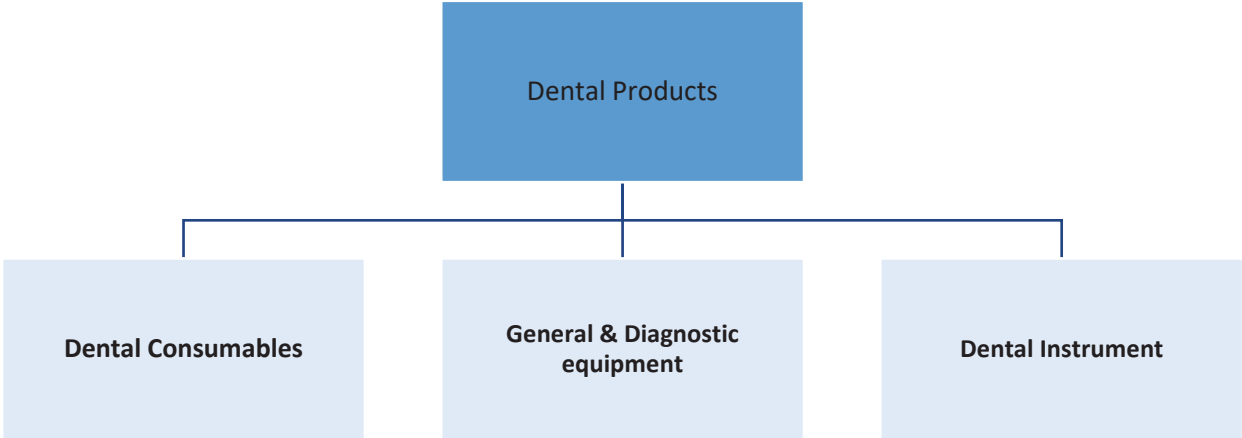 Dental Products
Dental Consumables
General & Diagnostic
equipment
Dental Instrument